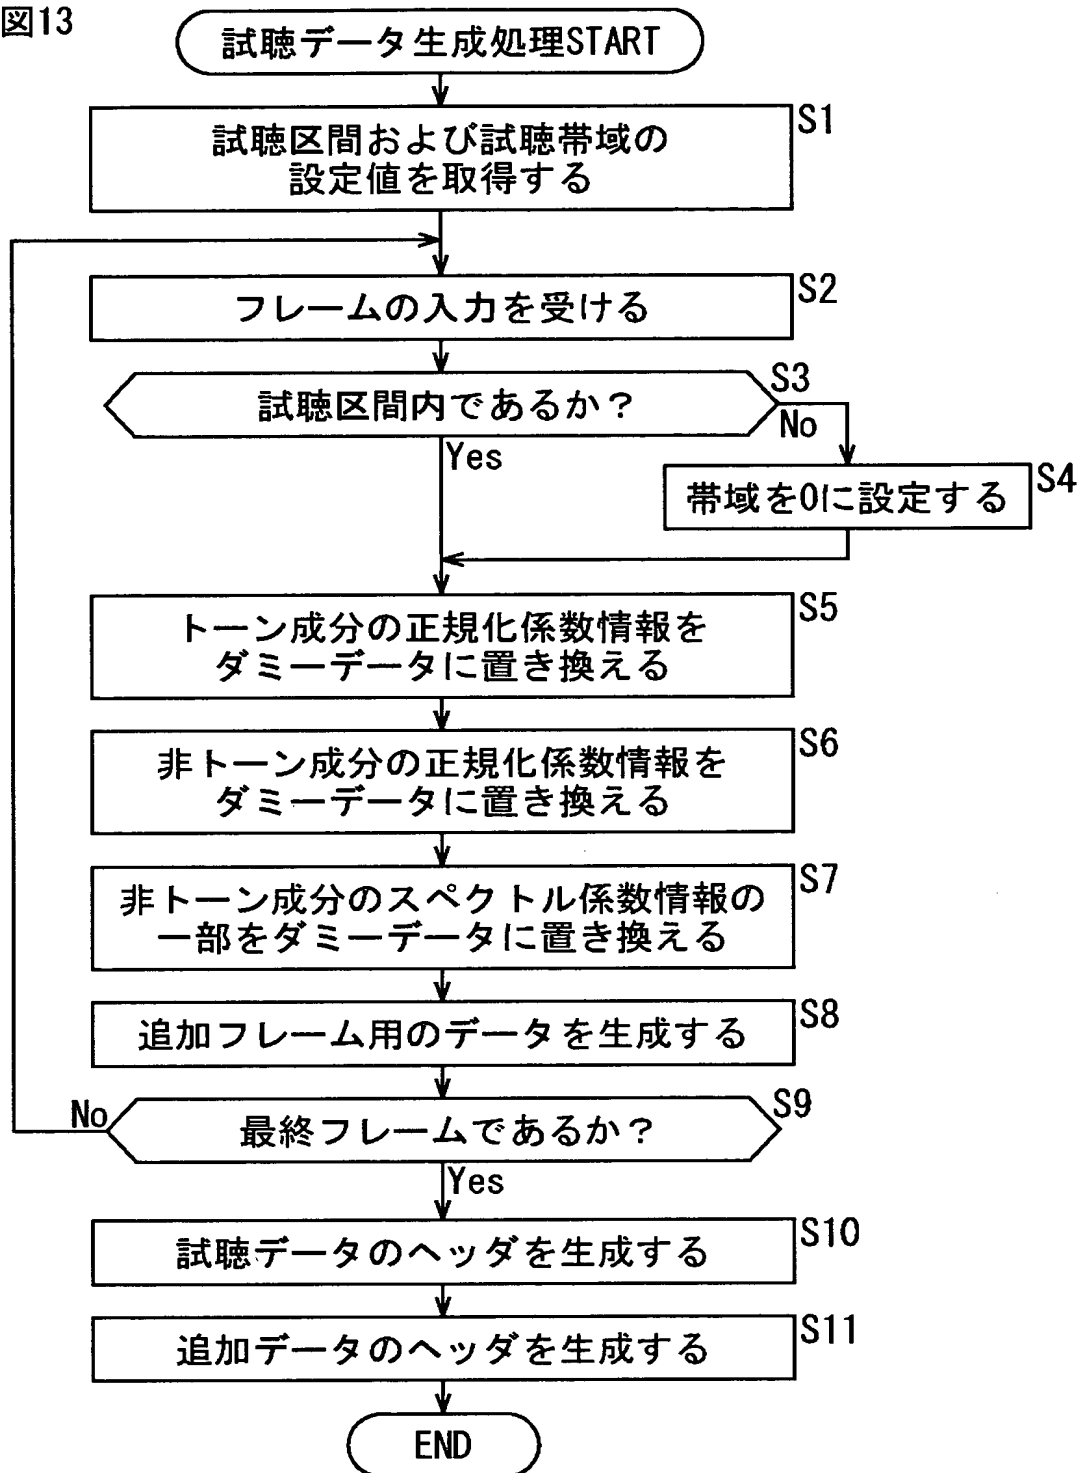 図13
試聴データ生成処理START
S1
試聴区間および試聴帯域の
設定値を取得する
S2
フレームの入力を受ける
S3
試聴区間内であるか？
No
Yes
S4
帯域を0に設定する
S5
トーン成分の正規化係数情報を
ダミーデータに置き換える
S6
非トーン成分の正規化係数情報を
ダミーデータに置き換える
S7
非トーン成分のスペクトル係数情報の
一部をダミーデータに置き換える
S8
追加フレーム用のデータを生成する
S9
No
最終フレームであるか？
Yes
S10
試聴データのヘッダを生成する
S11
追加データのヘッダを生成する
END